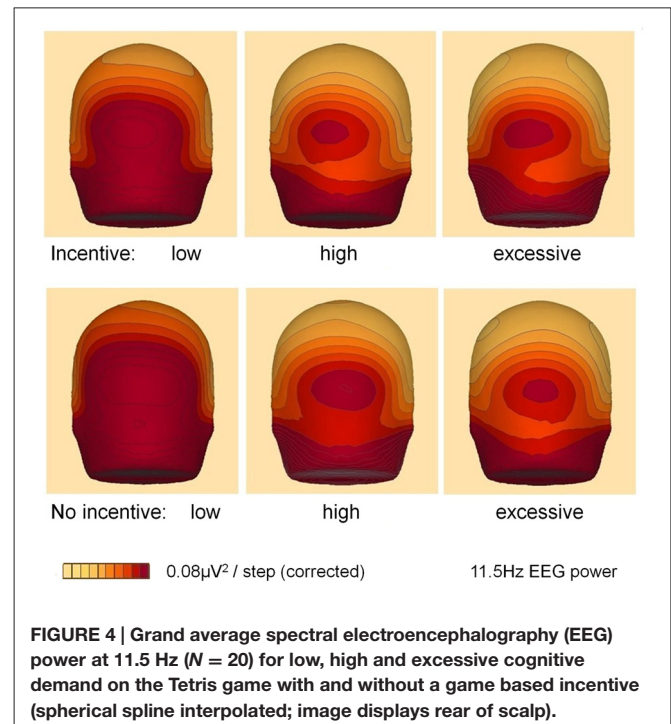 Incentive: low high excessive
No incentive: low high excessive
0.08µV² / step (corrected) 11.5Hz EEG power
FIGURE 4 | Grand average spectral electroencephalography (EEG)
power at 11.5 Hz (N = 20) for low, high and excessive cognitive
demand on the Tetris game with and without a game based incentive
(spherical spline interpolated; image displays rear of scalp).